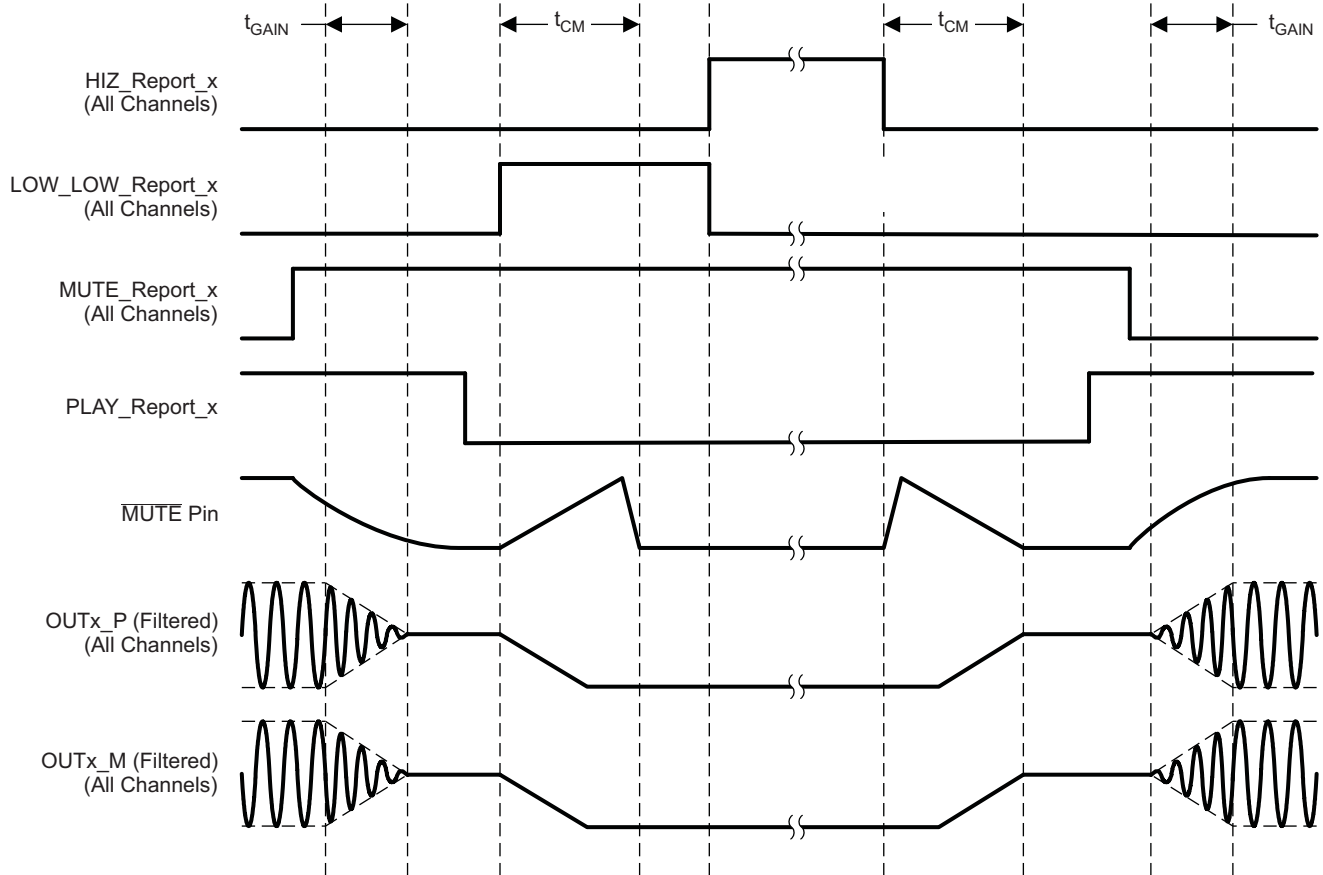 tGAIN
tCM
tCM
tGAIN
HIZ_Report_x
(All Channels)
LOW_LOW_Report_x
(All Channels)
MUTE_Report_x
(All Channels)
PLAY_Report_x
MUTE Pin
OUTx_P (Filtered)
(All Channels)
OUTx_M (Filtered)
(All Channels)